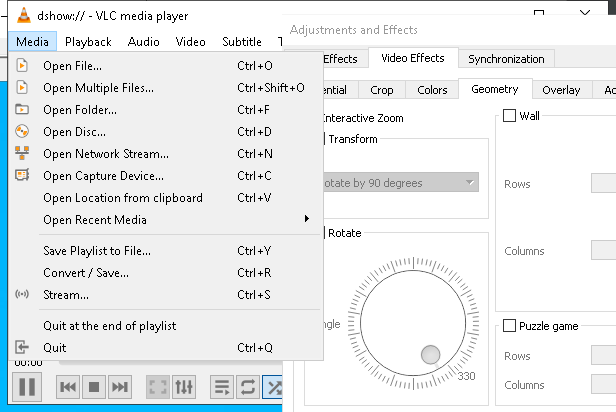 dshow:// - VLC media player
Adjustments and Effects
Media Playback Audio Video Subtitle T
Effects Video Effects Synchronization
ential Crop Colors Geometry Overlay
Open File... Ctrl+O
Open Multiple Files... Ctrl+Shift+O
Open Folder... Ctrl+F
Open Disc... Ctrl+D
Open Network Stream... Ctrl+N
Open Capture Device... Ctrl+C
Open Location from clipboard Ctrl+V
Open Recent Media
Save Playlist to File... Ctrl+Y
Convert / Save... Ctrl+R
Stream... Ctrl+S
Quit at the end of playlist
Quit Ctrl+Q
00:00
Interactive Zoom
Transform
otate by 90 degrees
Rotate
ngle
330
Wall
Rows
Columns
Puzzle game
Rows
Columns